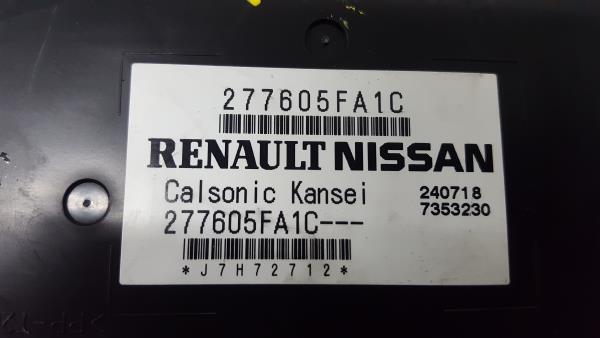 277605FA1C
RENAULT NISSAN
Calsonic Kansei 240718
277605FA1C--- 7353230
*J7H72712*